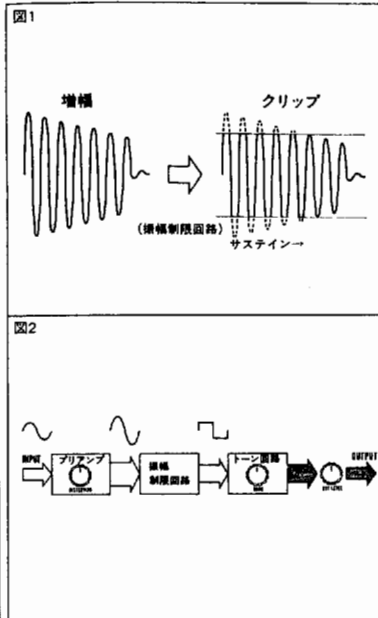 図1
増幅
クリップ
(振幅制限回路)
サステイン→
図2
INPUT
プリアンプ
DISTORTION
振幅
制限回路
トーン回路
TONE
OUTPUT